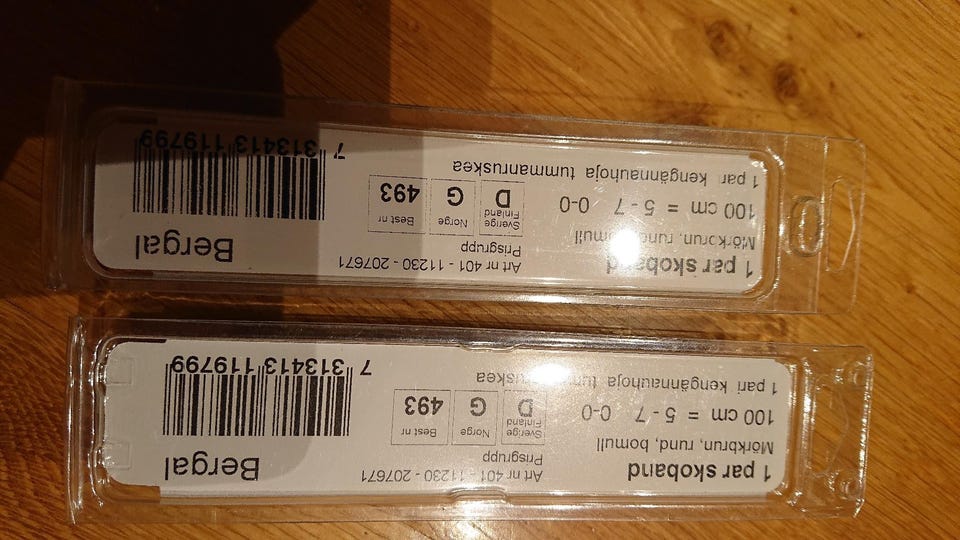 1 par skoband
Mörkbrun, rund, bomull
100 cm = 5 - 7 0-0
1 pari kengännauhoja tummanruskea
Art nr 401 - 11230 - 207671
Prisgrupp
Sverige Finland
D
Norge
G
Best nr
493
Bergal
7 313413 119799
1 par skoband
Mörkbrun, rund, bomull
100 cm = 5 - 7 0-0
1 pari kengännauhoja tummanruskea
Art nr 401 - 11230 - 207671
Prisgrupp
Sverige Finland
D
Norge
G
Best nr
493
Bergal
7 313413 119799